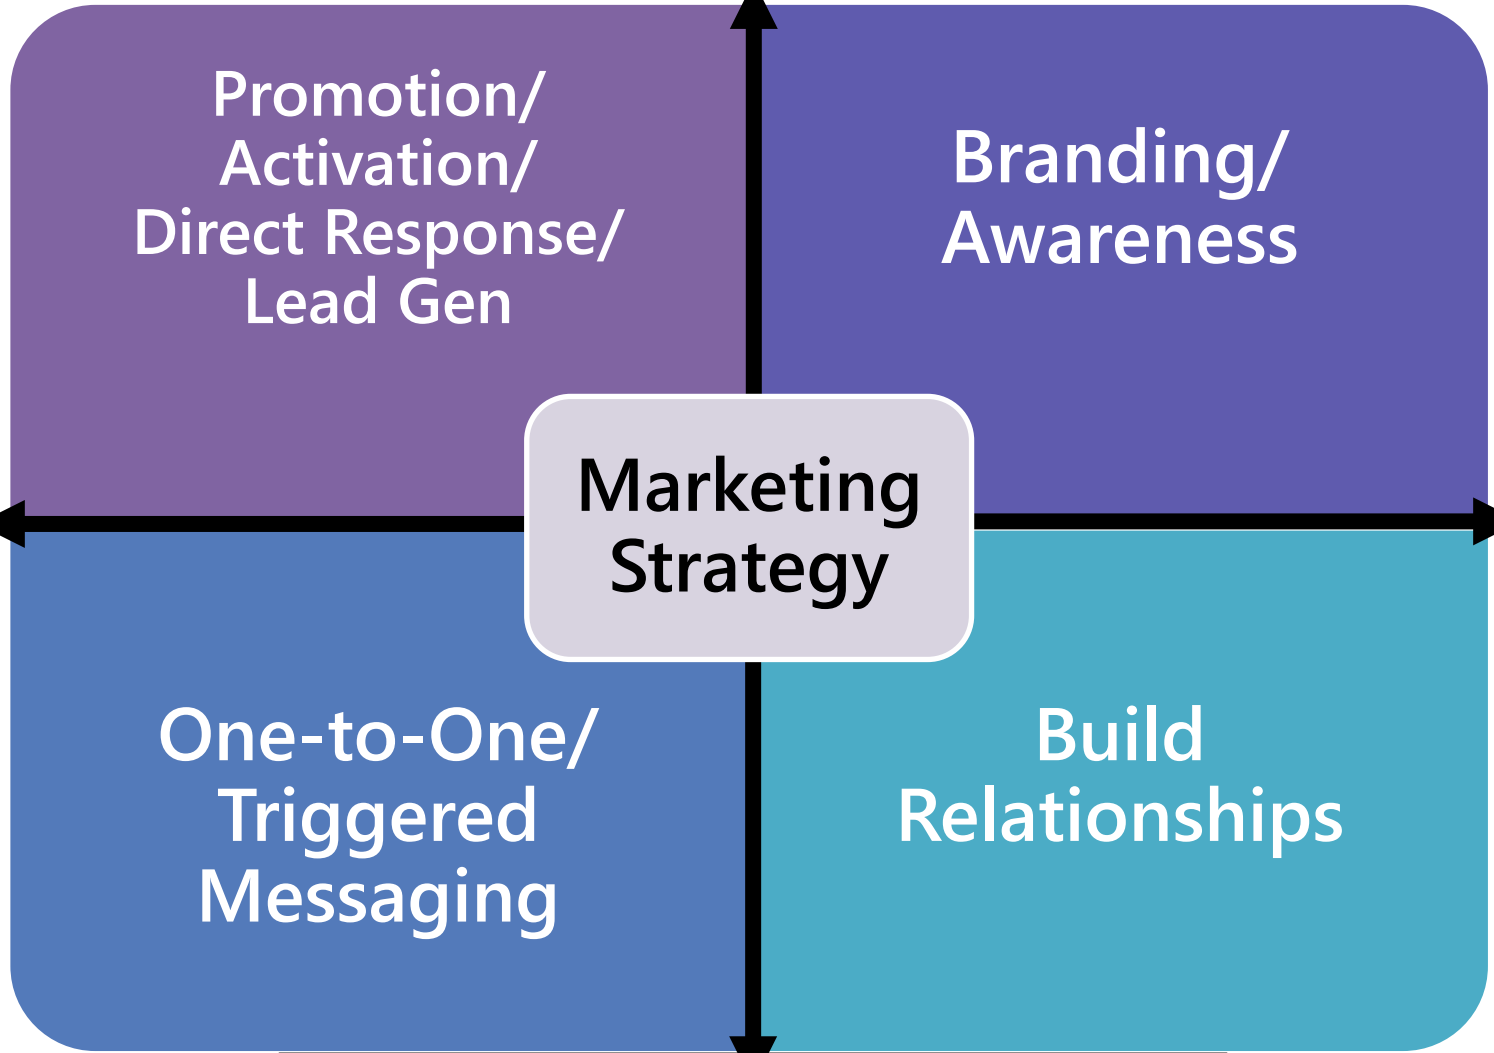 Promotion/
Activation/
Direct Response/
Lead Gen
Branding/
Awareness
Marketing
Strategy
One-to-One/
Triggered
Messaging
Build
Relationships